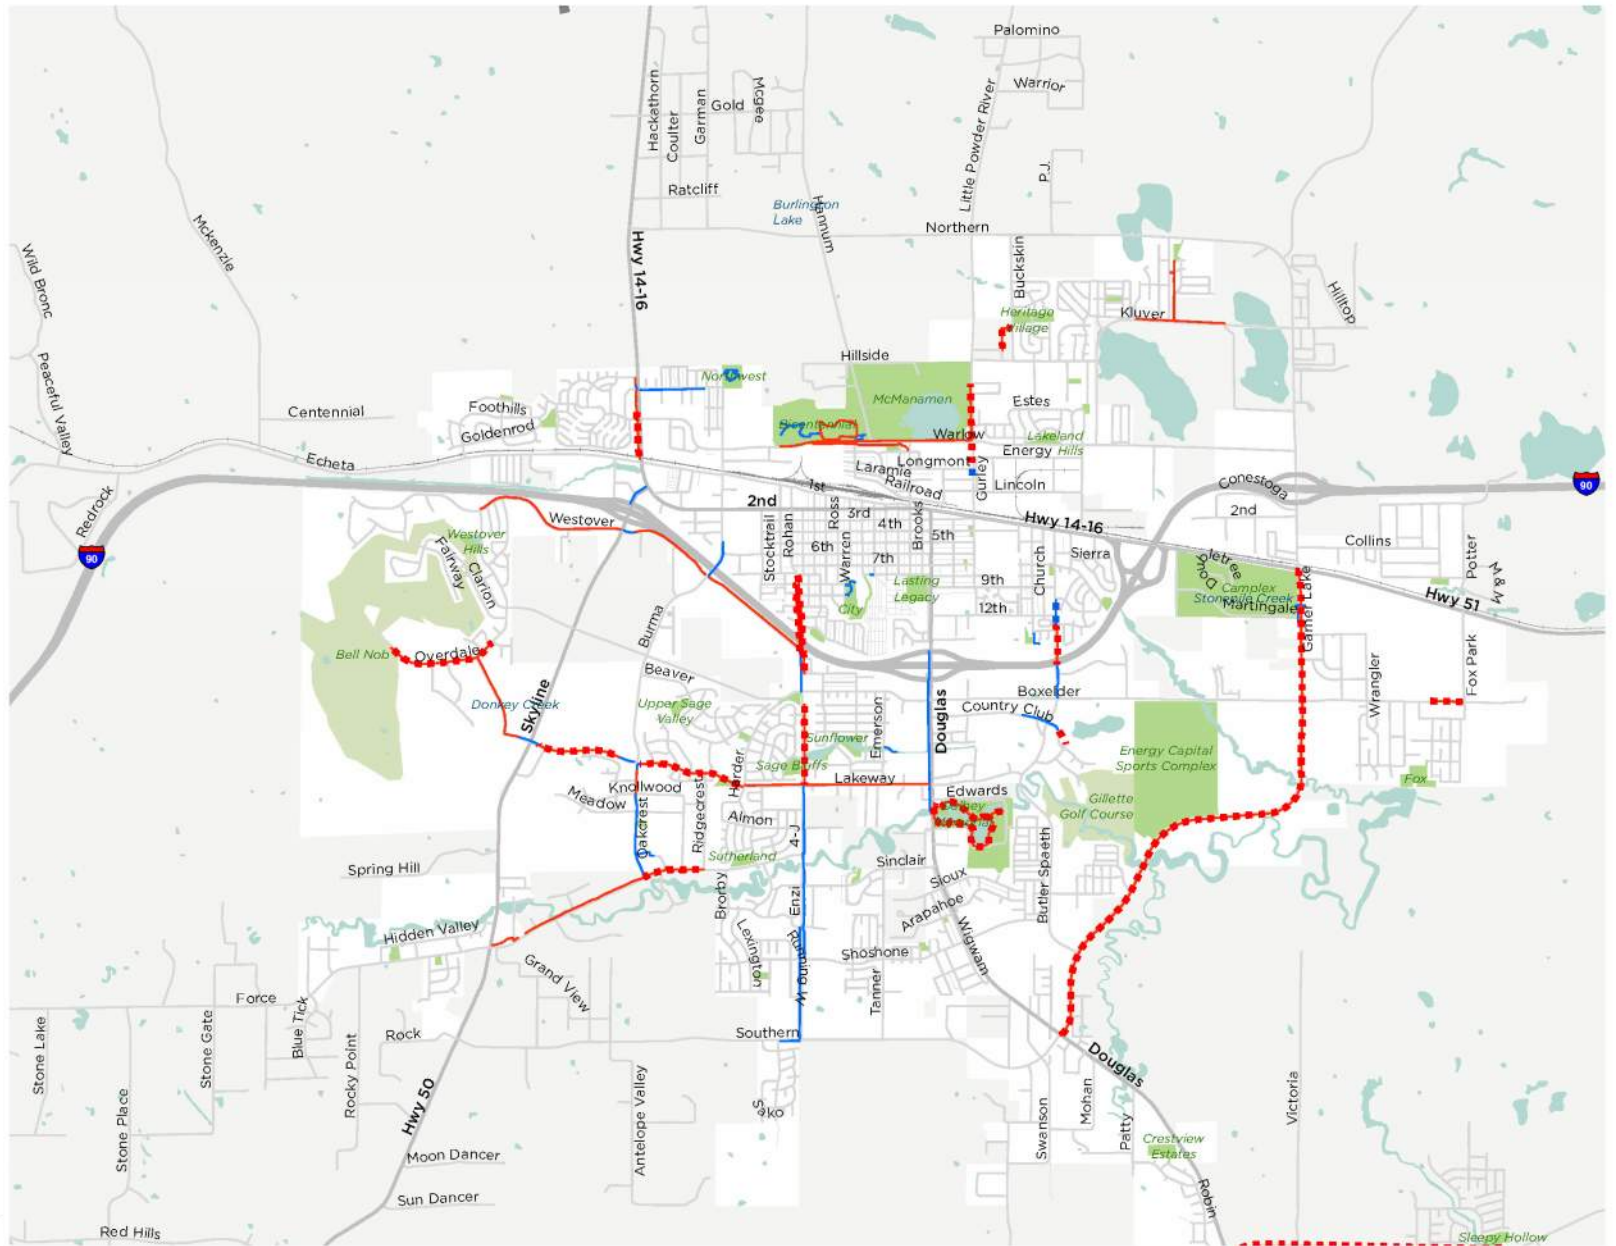 Palomino
Warrior
Hackathorn
Coulter
Garman
Gold
Mcgee
Little Powder River
P.J.
Ratcliff
Burlington
Lake
Hannum
Northern
Mckenzie
Wild Bronc
Hwy 14-16
Buckskin
Hilltop
Heritage
Village
Kluver
Peaceful Valley
Hillside
Northwest
McManamen
Estes
Centennial
Foothills
Goldenrod
Bicentennial
Warlow
Lakeland
Hills
Energy
Echeta
Longmont
Laramie
Railroad
Gurley
Lincoln
Conestoga
90
Redrock
1st
2nd
2nd
Westover
Stocktrail
Rohan
Ross
3rd
4th
Brooks
5th
Hwy 14-16
90
Westover
Hills
Fairway
Clarion
6th
Warren
7th
Church
Sierra
Collins
Potter
M & M
Lasting
Legacy
9th
12th
City
Complex
Stonepile Creek
Martingale
Garner Lake
Hwy 51
Burma
Bell Nob
Overdale
Beaver
Fox Park
Wrangler
Donkey Creek
Skyline
Upper Sage
Valley
Boxelder
Country Club
Emerson
Douglas
Sunflower
Sage Bluffs
Energy Capital
Sports Complex
Harder
Lakeway
Knollwood
Meadow
Oakcrest
Ridgecrest
Edwards
Dalbey
Memorial
Gillette
Golf Course
Fox
Almon
4-J
Sutherland
Sinclair
Spring Hill
Brorby
Enzi
Sioux
Butler Spaeth
Arapahoe
Hidden Valley
Lexington
Running W
Shoshone
Wigwam
Grand View
Tanner
Force
Blue Tick
Rock
Southern
Stone Lake
Stone Gate
Rocky Point
Douglas
Stone Place
Hwy 50
Antelope Valley
Swanson
Mohan
Patty
Victoria
Crestview
Estates
Moon Dancer
Sun Dancer
Robin
Red Hills
Sleepy Hollow